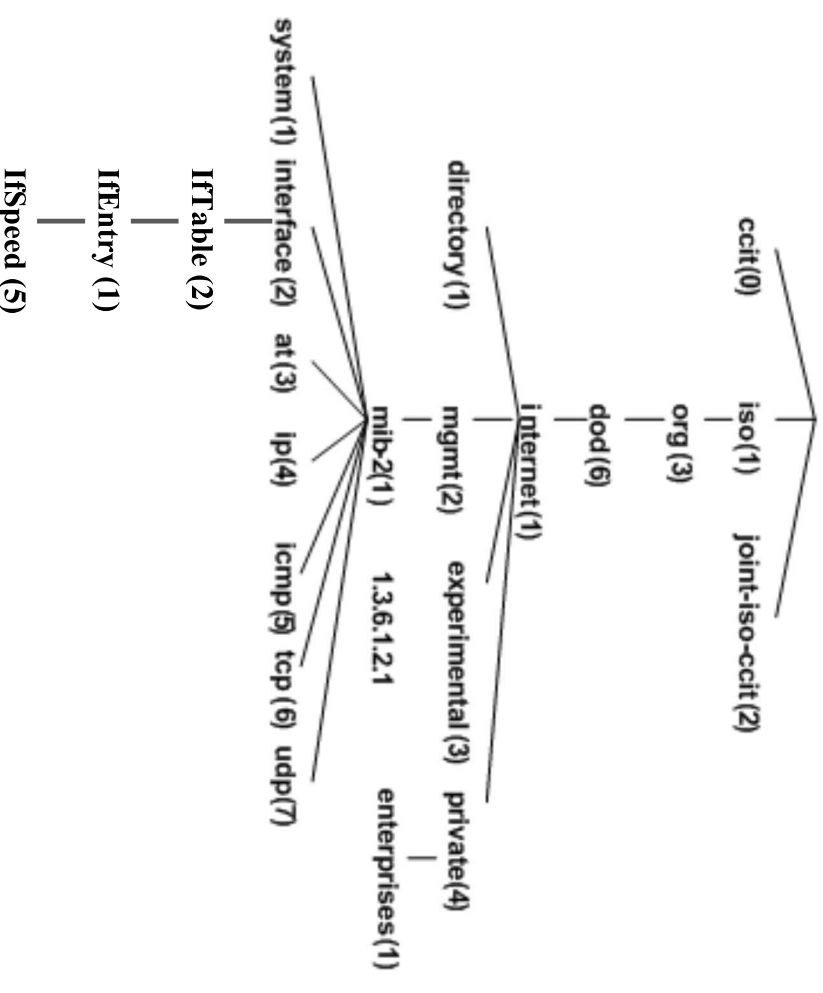 ccit(0) iso(1) joint-iso-ccit(2)
org(3)
dod(6)
internet(1)
directory(1) mgmt(2) experimental(3) private(4)
mib-2(1) 1.3.6.1.2.1 enterprises(1)
system(1) interface(2) at(3) ip(4) icmp(5) tcp(6) udp(7)
IfTable (2)
IfEntry (1)
IfSpeed (5)